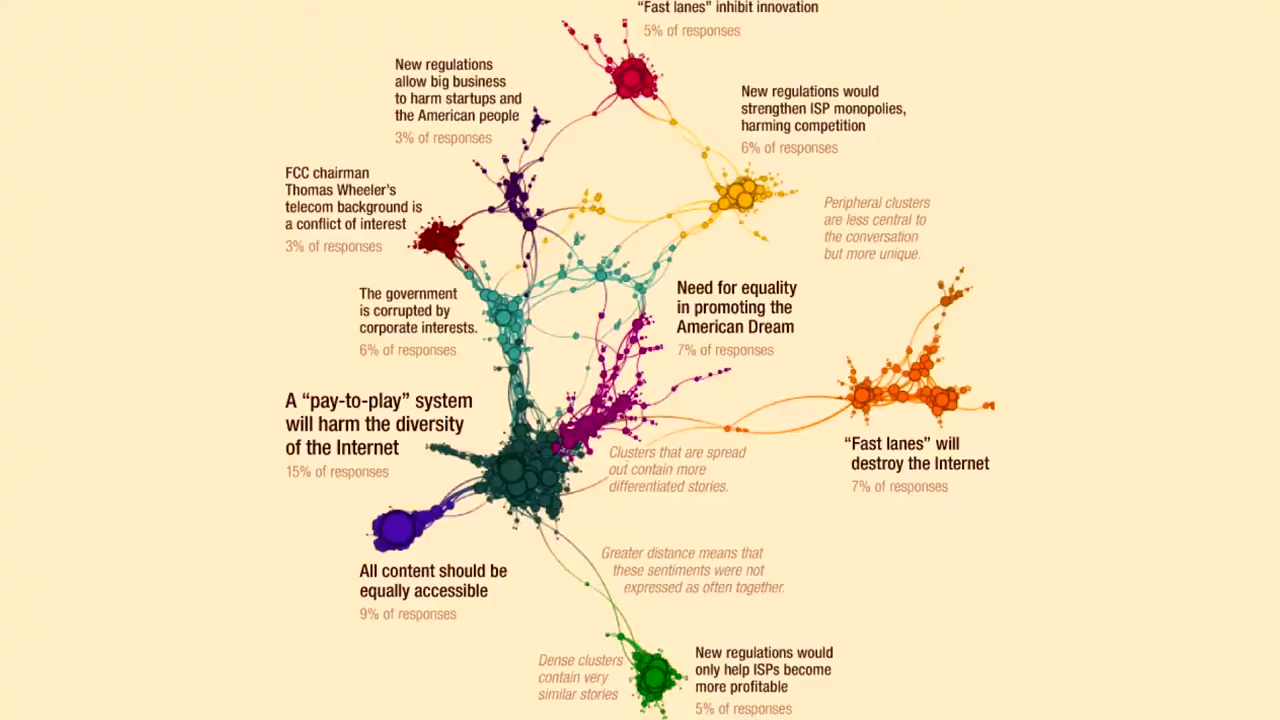 “Fast lanes” inhibit innovation
5% of responses
New regulations
allow big business
to harm startups and
the American people
3% of responses
New regulations would
strengthen ISP monopolies,
harming competition
6% of responses
FCC chairman
Thomas Wheeler’s
telecom background is
a conflict of interest
3% of responses
Peripheral clusters
are less central to
the conversation
but more unique.
The government
is corrupted by
corporate interests.
6% of responses
Need for equality
in promoting the
American Dream
7% of responses
A “pay-to-play” system
will harm the diversity
of the Internet
15% of responses
Clusters that are spread
out contain more
differentiated stories.
“Fast lanes” will
destroy the Internet
7% of responses
All content should be
equally accessible
9% of responses
Greater distance means that
these sentiments were not
expressed as often together.
Dense clusters
contain very
similar stories
New regulations would
only help ISPs become
more profitable
5% of responses